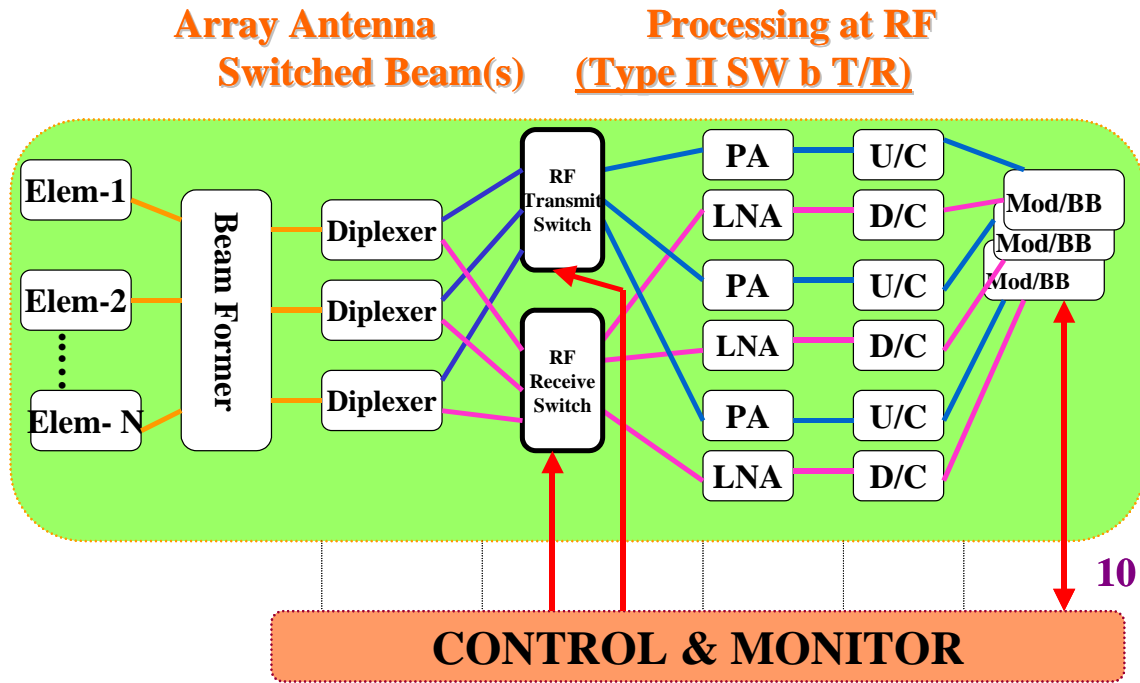 Array Antenna Processing at RF
Switched Beam(s) (Type II SW b T/R)
Elem-1
Elem-2
Elem- N
Beam Former
Diplexer
Diplexer
Diplexer
RF
Transmit
Switch
RF
Receive
Switch
PA
U/C
LNA
D/C
PA
U/C
LNA
D/C
PA
U/C
LNA
D/C
Mod/BB
Mod/BB
Mod/BB
10
CONTROL & MONITOR